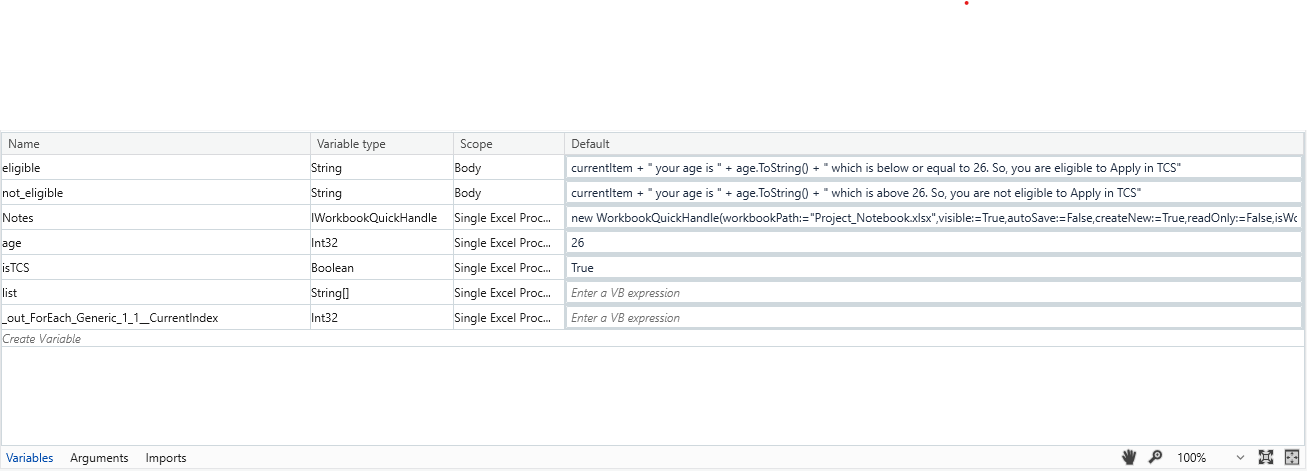 Name Variable type Scope Default
eligible String Body currentItem + " your age is " + age.ToString() + " which is below or equal to 26. So, you are eligible to Apply in TCS"
not_eligible String Body currentItem + " your age is " + age.ToString() + " which is above 26. So, you are not eligible to Apply in TCS"
Notes IWorkbookQuickHandle Single Excel Proc... new WorkbookQuickHandle(workbookPath:="Project_Notebook.xlsx",visible:=True,autoSave:=False,createNew:=True,readOnly:=False,isWo
age Int32 Single Excel Proc... 26
isTCS Boolean Single Excel Proc... True
list String[] Single Excel Proc... Enter a VB expression
_out_ForEach_Generic_1_1__CurrentIndex Int32 Single Excel Proc... Enter a VB expression
Create Variable
Variables Arguments Imports 100%